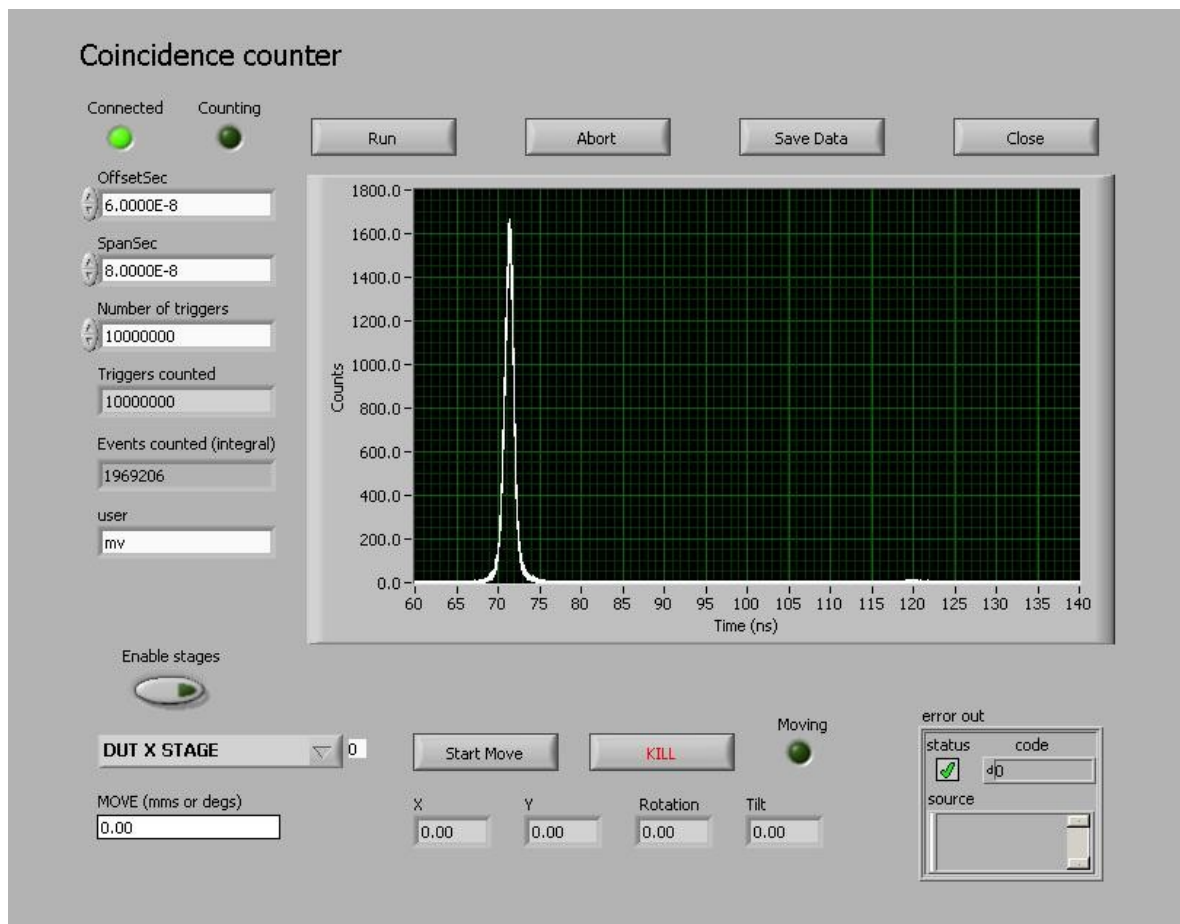 Coincidence counter
Connected Counting
Run Abort Save Data Close
OffsetSec
6.0000E-8
SpanSec
8.0000E-8
Number of triggers
10000000
Triggers counted
10000000
Events counted (integral)
1969206
user
mv
1800.0
1600.0
1400.0
1200.0
1000.0
800.0
600.0
400.0
200.0
0.0
Counts
60 65 70 75 80 85 90 95 100 105 110 115 120 125 130 135 140
Time (ns)
Enable stages
DUT X STAGE 0
Start Move KILL
Moving
MOVE (mms or degs)
0.00
X Y Rotation Tilt
0.00 0.00 0.00 0.00
error out
status code
d0
source